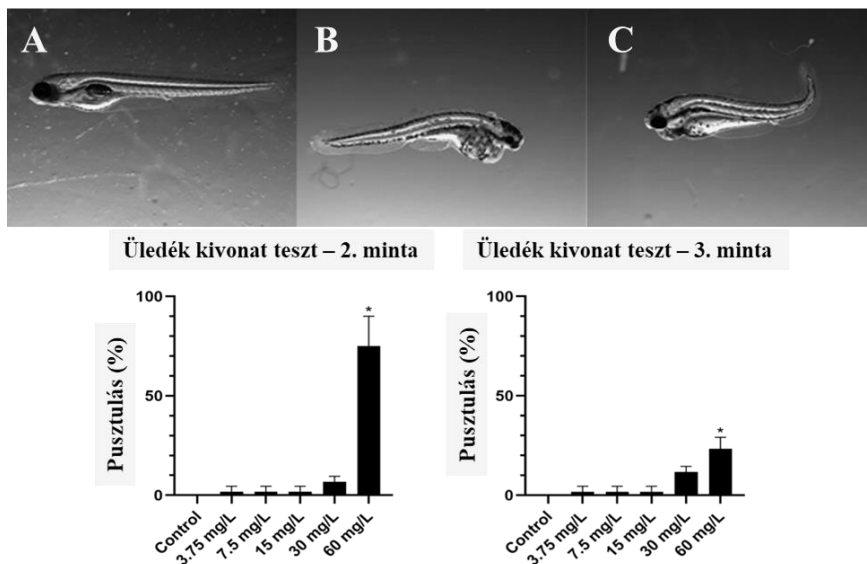 A
B
C
Üledék kivonat teszt – 2. minta
Üledék kivonat teszt – 3. minta
Pusztulás (%)
100
50
0
*
Control
3.75 mg/L
7.5 mg/L
15 mg/L
30 mg/L
60 mg/L
Pusztulás (%)
100
50
0
*
Control
3.75 mg/L
7.5 mg/L
15 mg/L
30 mg/L
60 mg/L